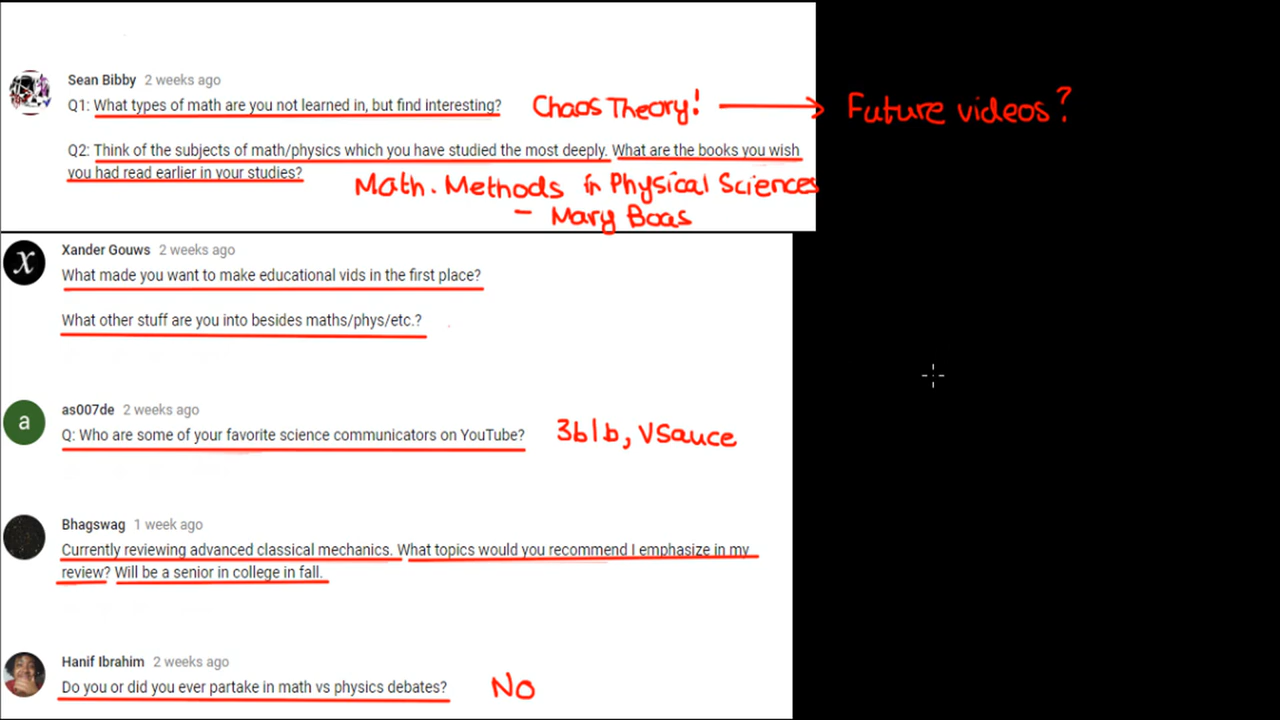 Sean Bibby 2 weeks ago
Q1: What types of math are you not learned in, but find interesting? Chaos Theory! → Future videos?
Q2: Think of the subjects of math/physics which you have studied the most deeply. What are the books you wish
you had read earlier in your studies?
Math. Methods in Physical Sciences
– Mary Boas
Xander Gouws 2 weeks ago
What made you want to make educational vids in the first place?
What other stuff are you into besides maths/phys/etc.?
as007de 2 weeks ago
Q: Who are some of your favorite science communicators on YouTube? 3b1b, VSauce
Bhagswag 1 week ago
Currently reviewing advanced classical mechanics. What topics would you recommend I emphasize in my
review? Will be a senior in college in fall.
Hanif Ibrahim 2 weeks ago
Do you or did you ever partake in math vs physics debates? No